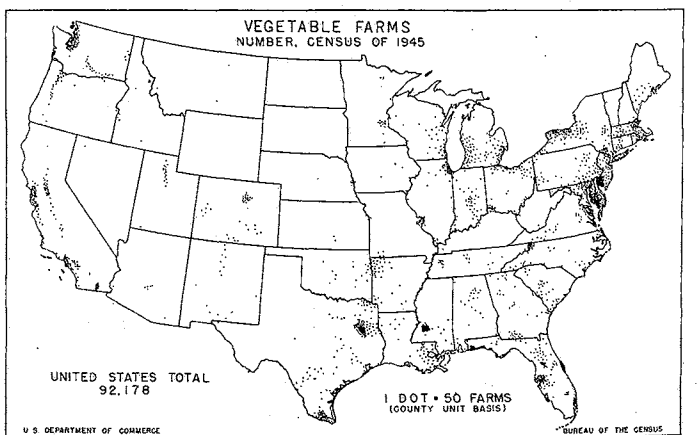 VEGETABLE FARMS
NUMBER, CENSUS OF 1945
UNITED STATES TOTAL
92,178
1 DOT • 50 FARMS
(COUNTY UNIT BASIS)
U S. DEPARTMENT OF COMMERCE
BUREAU OF THE CENSUS